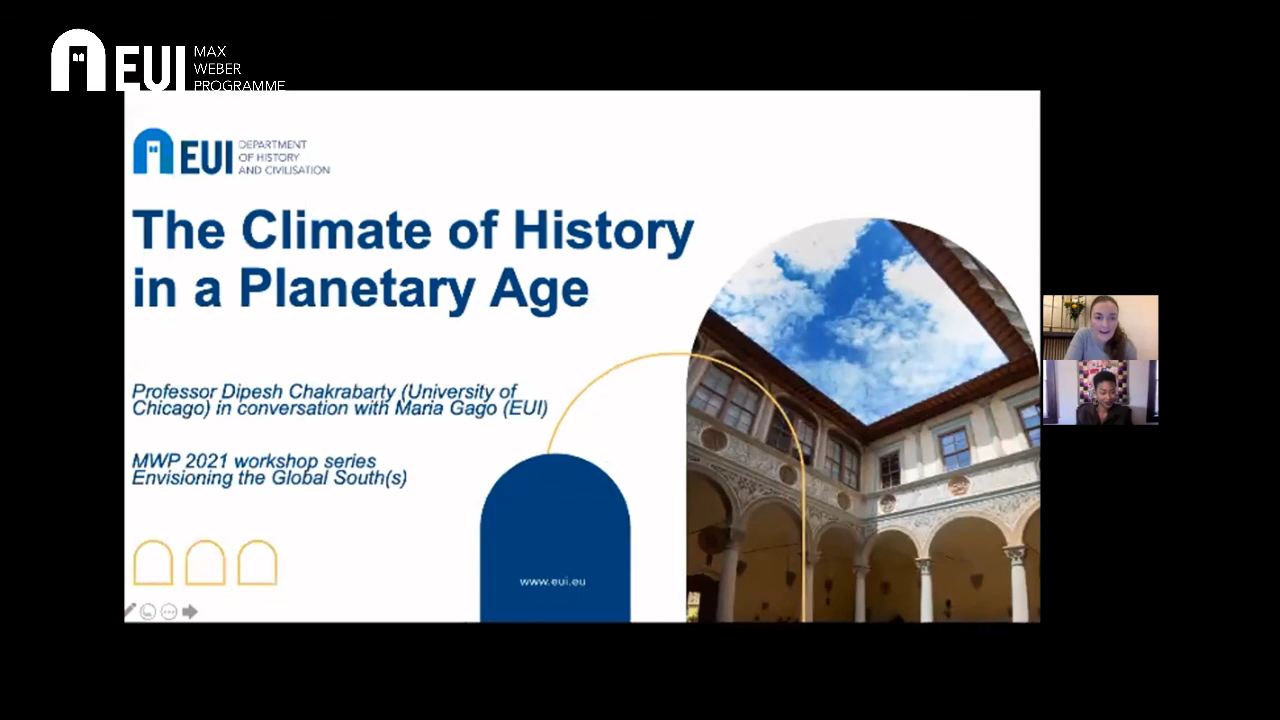 EUI
MAX
WEBER
PROGRAMME
EUI
DEPARTMENT
OF HISTORY
AND CIVILISATION
The Climate of History
in a Planetary Age
Professor Dipesh Chakrabarty (University of
Chicago) in conversation with Maria Gago (EUI)
MWP 2021 workshop series
Envisioning the Global South(s)
www.eui.eu